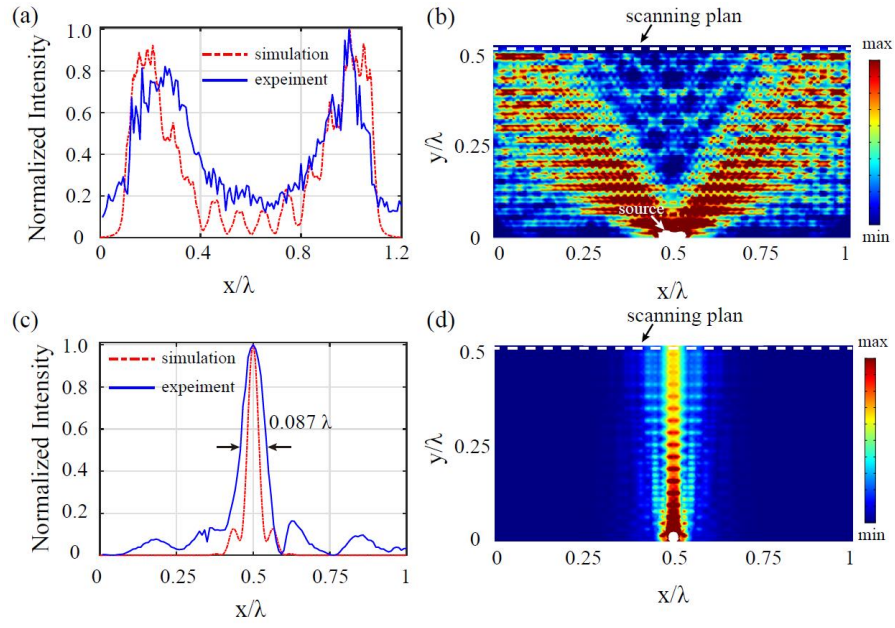 (a)
Normalized Intensity
1.0
0.8
0.6
0.4
0.2
0
simulation
expeiment
0
0.4
0.8
1.2
x/λ
(b)
scanning plan
y/λ
0.5
0.25
0
source
0
0.25
0.5
0.75
1
x/λ
max
min
(c)
Normalized Intensity
1.0
0.8
0.6
0.4
0.2
0
simulation
expeiment
0.087 λ
0
0.25
0.5
0.75
1
x/λ
(d)
scanning plan
y/λ
0.5
0.25
0
0
0.25
0.5
0.75
1
x/λ
max
min